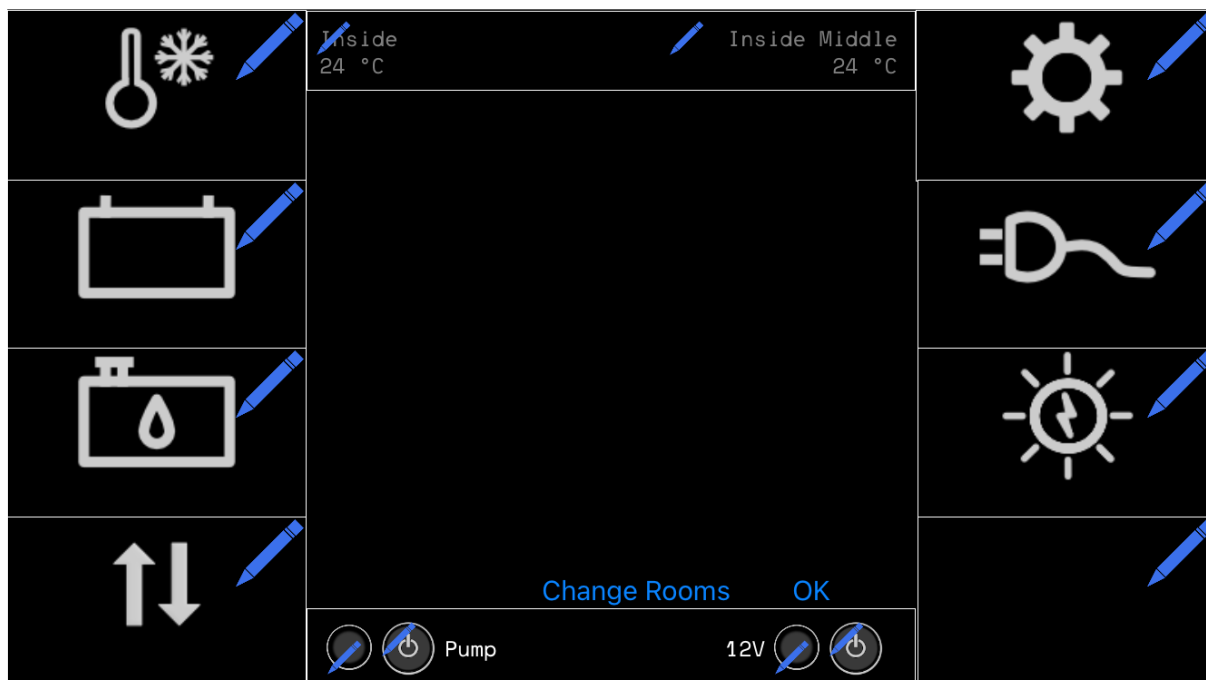 Inside
24 °C
Inside Middle
24 °C
Change Rooms
OK
Pump
12V